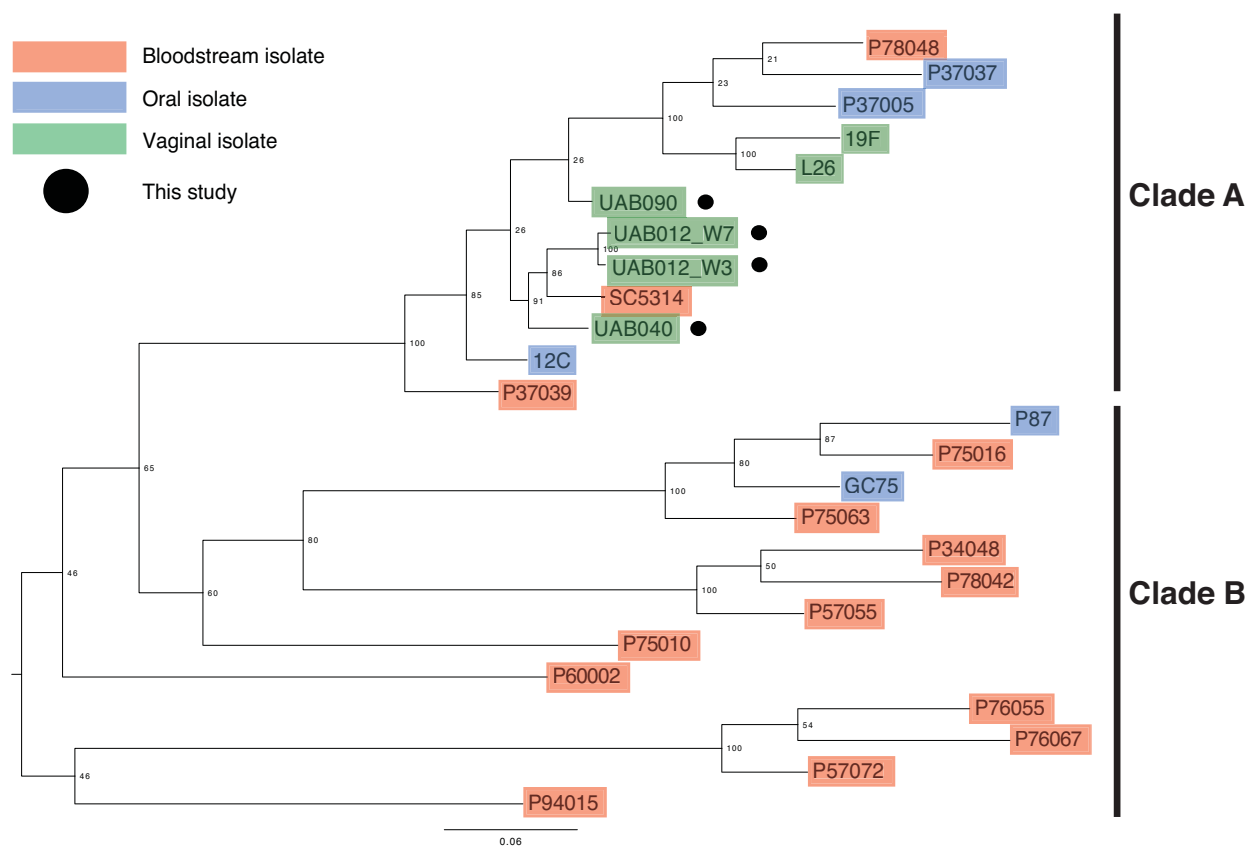 Bloodstream isolate
Oral isolate
Vaginal isolate
This study
P78048
21
P37037
23
P37005
100
19F
100
L26
26
UAB090
26
UAB012_W7
100
UAB012_W3
86
SC5314
91
UAB040
85
12C
100
P37039
Clade A
P87
87
P75016
80
GC75
100
P75063
65
80
P34048
50
P78042
100
P57055
46
60
P75010
P60002
Clade B
P76055
54
P76067
100
P57072
46
P94015
0.06